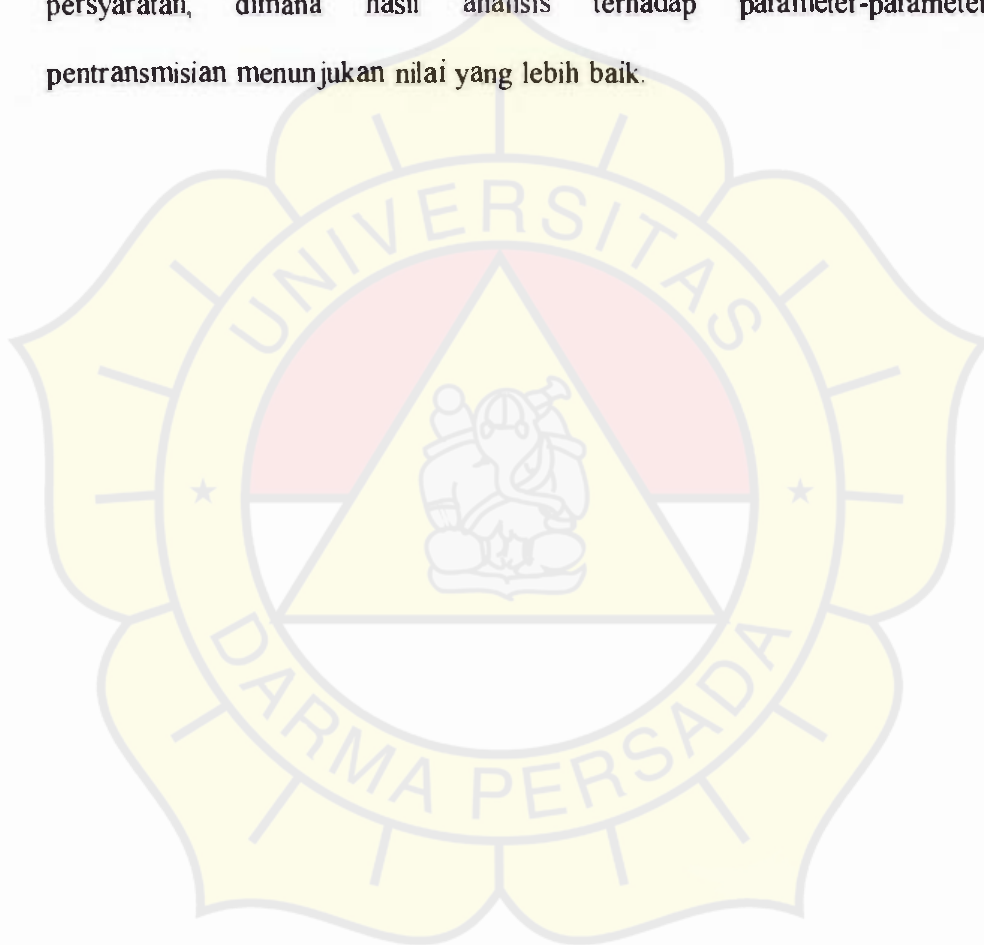 persyaratan, dimana hasil analisis terhadap parameter-parameter
pentransmisian menunjukan nilai yang lebih baik.
UNIVERSITAS
DARMA PERSADA